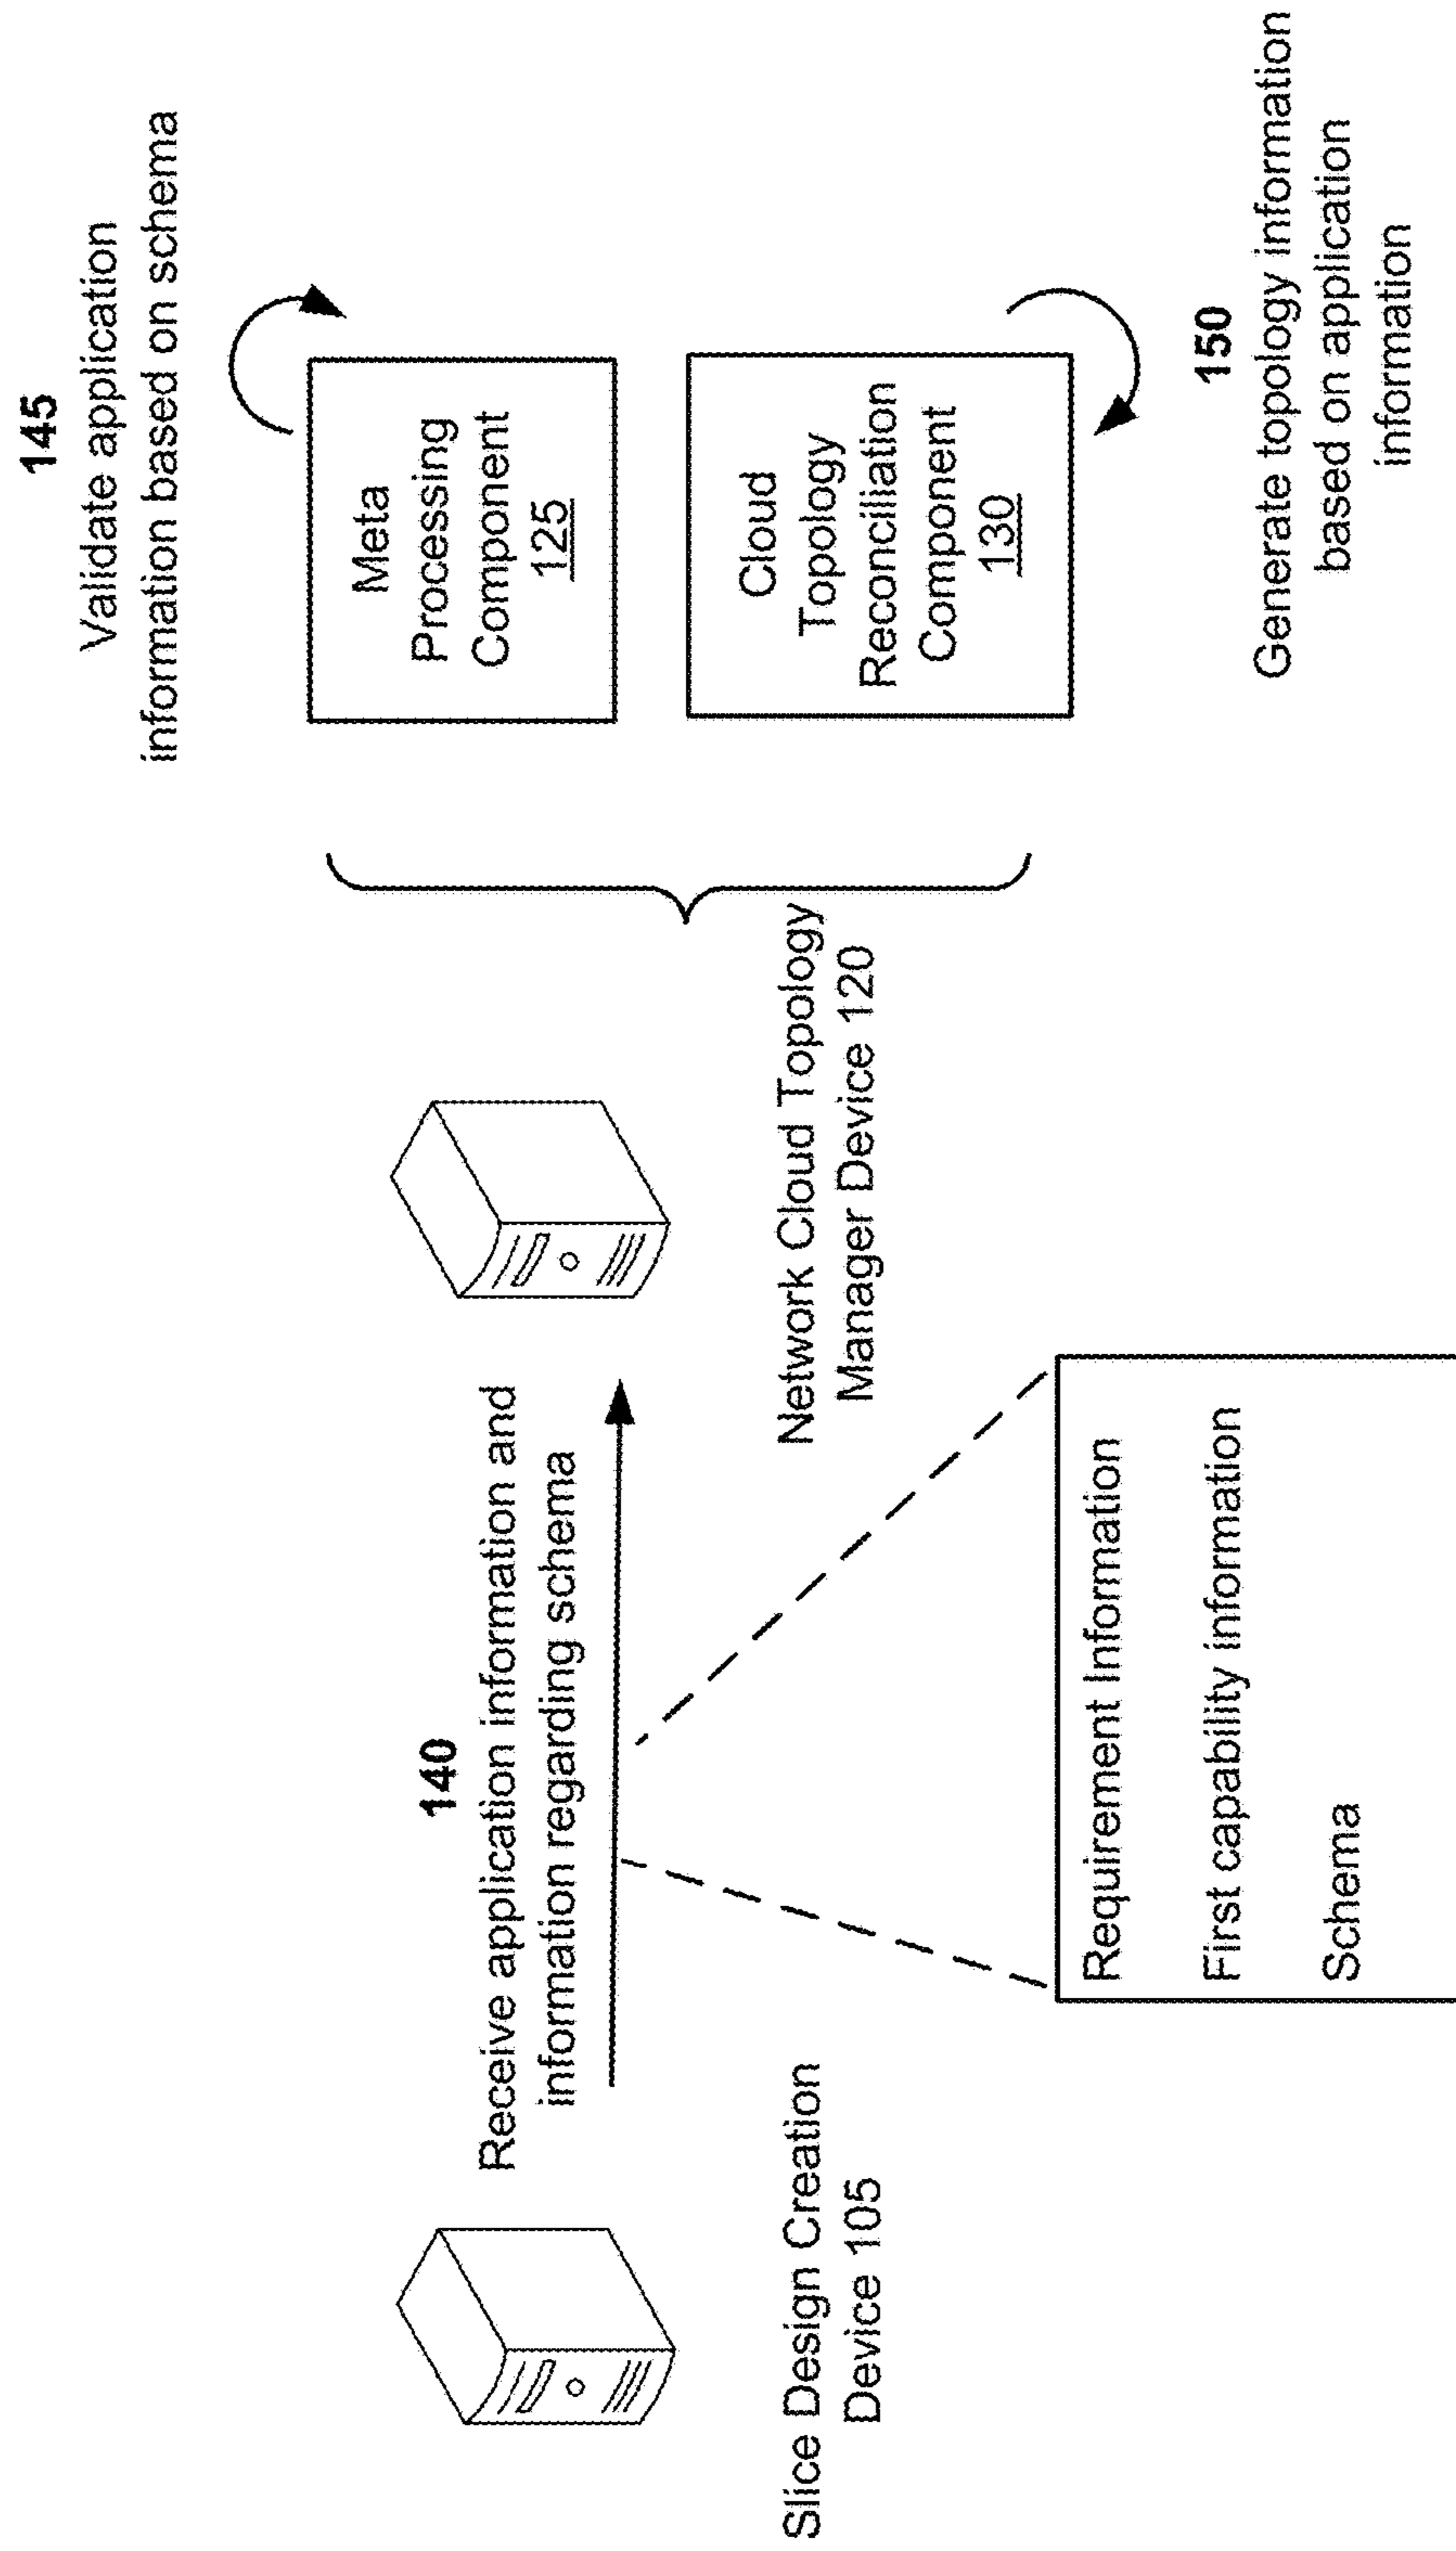 140
Receive application information and
information regarding schema
Slice Design Creation
Device 105
Network Cloud Topology
Manager Device 120
Requirement Information
First capability information
Schema
145
Validate application
information based on schema
Meta
Processing
Component
125
Cloud
Topology
Reconciliation
Component
130
150
Generate topology information
based on application
information